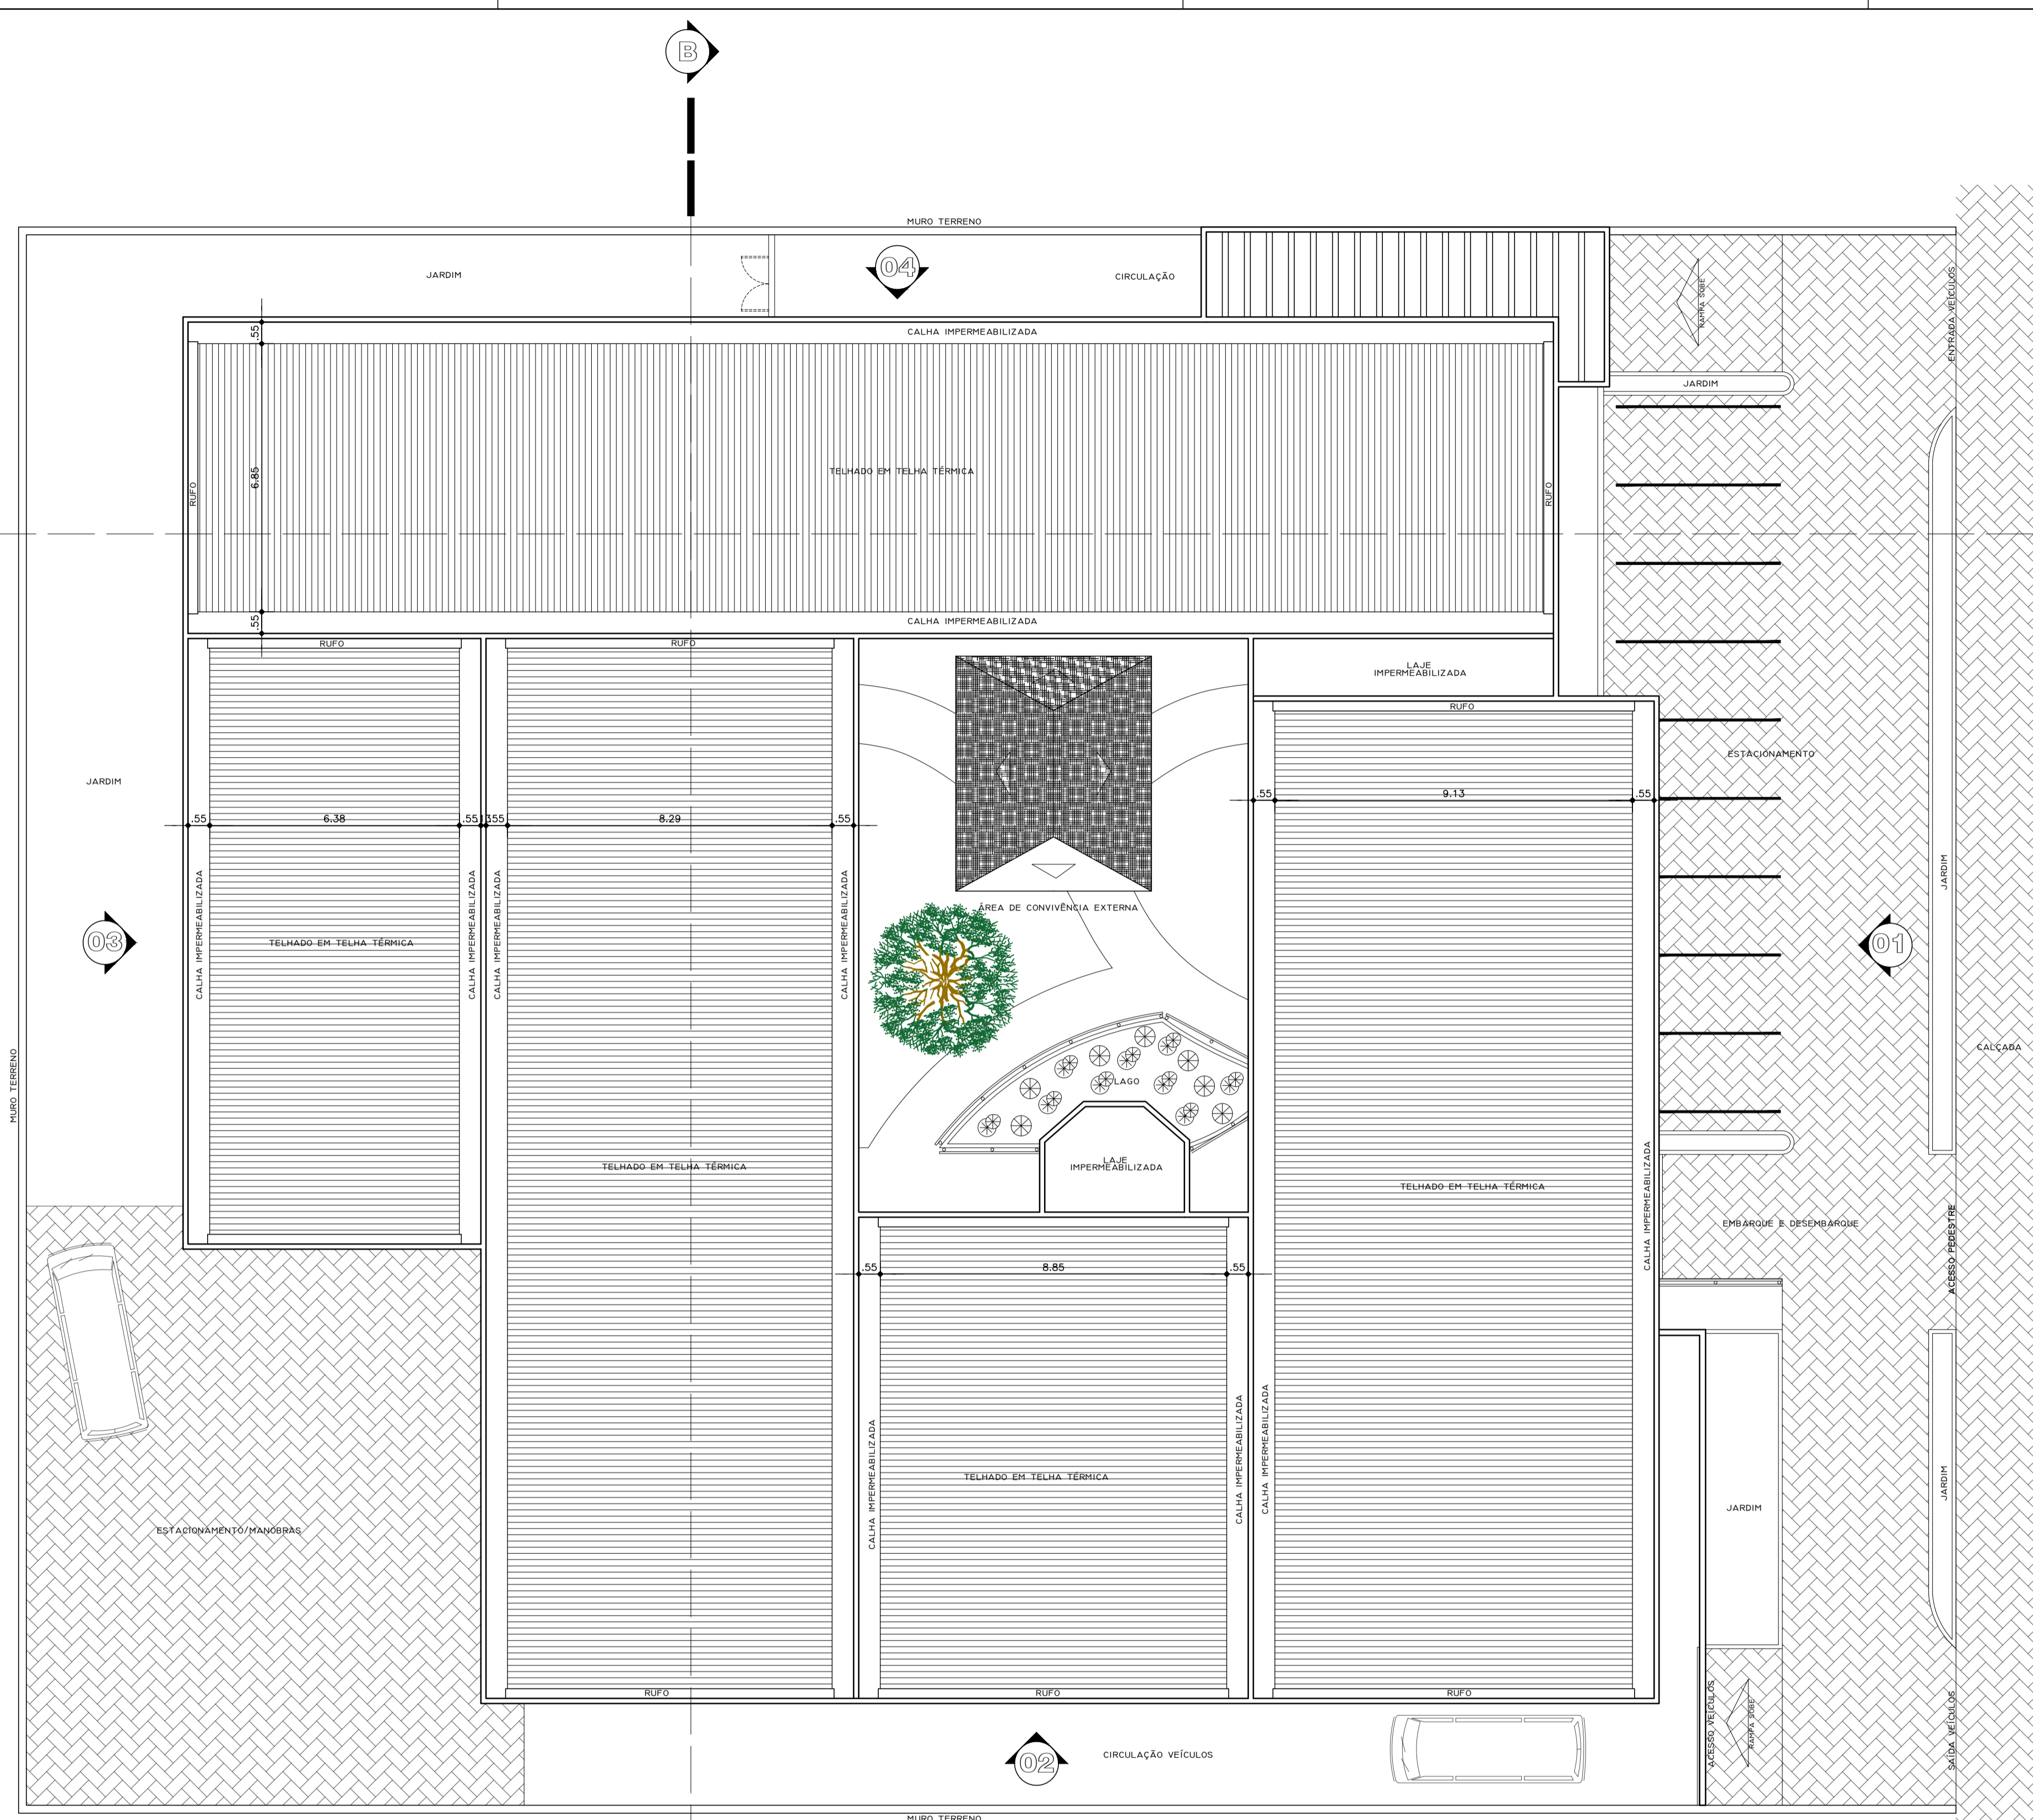 B
MURO TERRENO
04
JARDIM
CIRCULAÇÃO
RAMPA SOBE
ENTRADA VEÍCULOS
.55
CALHA IMPERMEABILIZADA
JARDIM
TELHADO EM TELHA TÉRMICA
6.85
RUFO
RUFO
.55
CALHA IMPERMEABILIZADA
RUFO
RUFO
LAJE
IMPERMEABILIZADA
RUFO
ESTACIONAMENTO
JARDIM
.55
9.13
.55
.55
6.38
.55
13
.55
8.29
.55
CALHA IMPERMEABILIZADA
CALHA IMPERMEABILIZADA
CALHA IMPERMEABILIZADA
CALHA IMPERMEABILIZADA
JARDIM
ÁREA DE CONVIVÊNCIA EXTERNA
03
TELHADO EM TELHA TÉRMICA
01
CALÇADA
MURO TERRENO
LAGO
LAJE
IMPERMEABILIZADA
TELHADO EM TELHA TÉRMICA
TELHADO EM TELHA TÉRMICA
CALHA IMPERMEABILIZADA
EMBARQUE E DESEMBARQUE
ACESSO PEDESTRE
.55
8.85
.55
CALHA IMPERMEABILIZADA
CALHA IMPERMEABILIZADA
CALHA IMPERMEABILIZADA
TELHADO EM TELHA TÉRMICA
JARDIM
JARDIM
ESTACIONAMENTO/MANOBRAS
RUFO
RUFO
RUFO
ACESSO VEÍCULOS
RAMPA SOBE
SAÍDA VEÍCULOS
02
CIRCULAÇÃO VEÍCULOS
MURO TERRENO